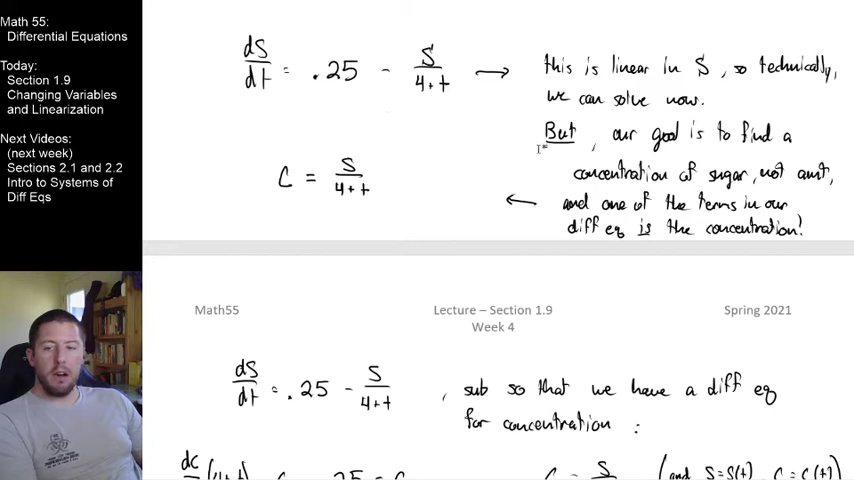 Math 55:
Differential Equations
Today:
Section 1.9
Changing Variables
and Linearization
Next Videos:
(next week)
Sections 2.1 and 2.2
Intro to Systems of
Diff Eqs
dS/dt = .25 - S/(4+t) → this is linear in S, so technically,
we can solve now.
But, our goal is to find a
C = S/(4+t)
concentration of sugar, not amt,
← and one of the terms in our
diff eq is the concentration!
Math55 Lecture – Section 1.9 Spring 2021
Week 4
dS/dt = .25 - S/(4+t) , sub so that we have a diff eq
for concentration :
dC/dt (4+t) C = S (and S=S(t), C=C(t))